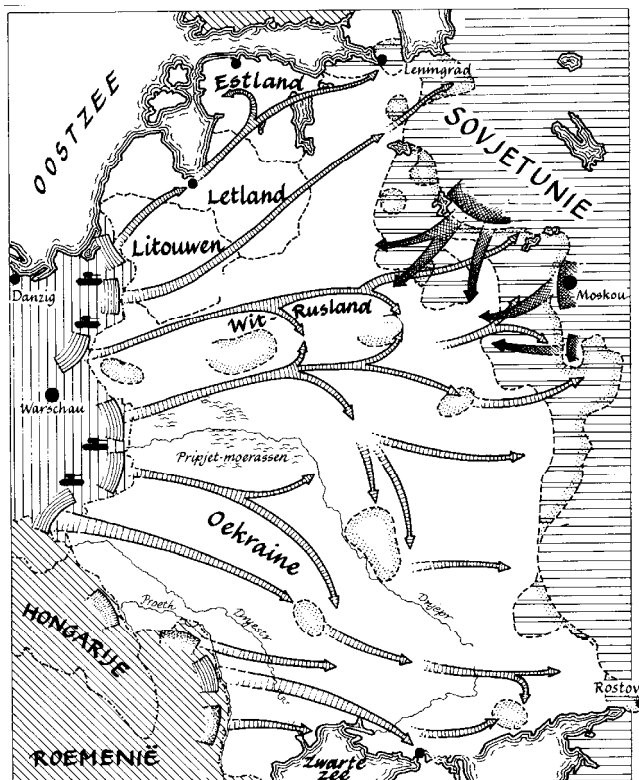 OOSTZEE
Estland
Leningrad
SOVJETUNIE
Letland
Litouwen
Danzig
Moskou
Wit Rusland
Warschau
Pripjet-moerassen
Oekraine
HONGARIJE
Proeth
Dnjestr
Dnjepr
Rostov
ROEMENIË
Zwarte
zee